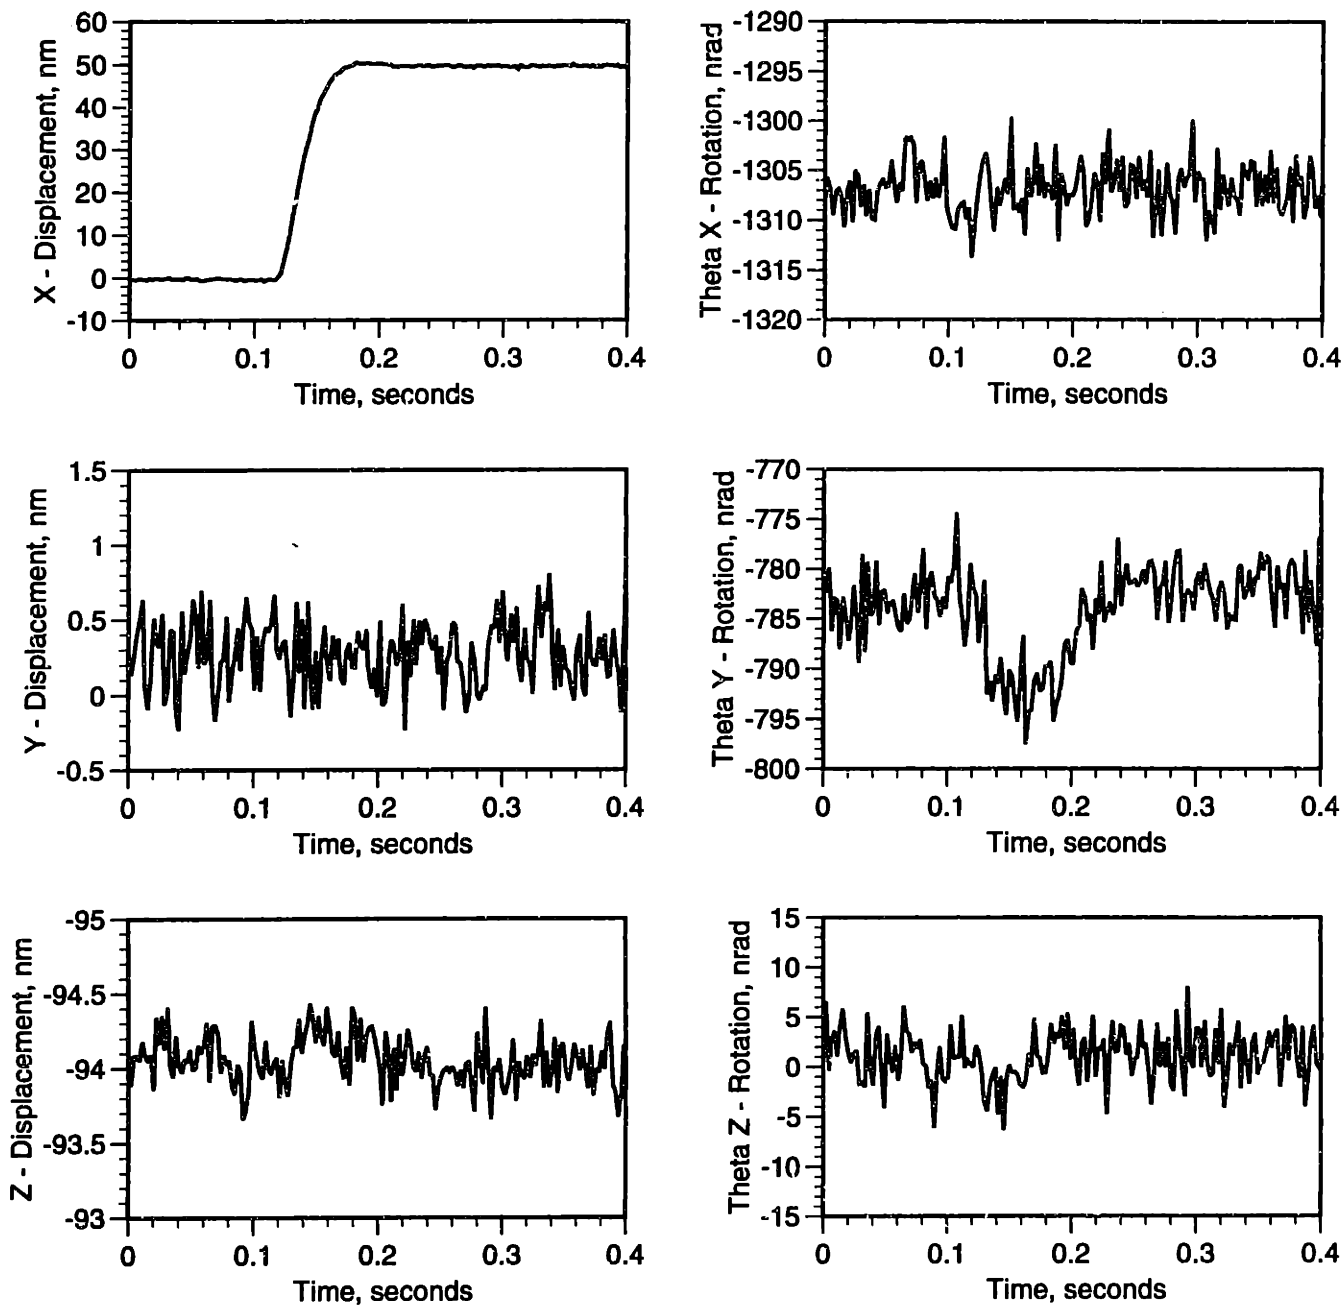 X - Displacement, nm
60
50
40
30
20
10
0
-10
0 0.1 0.2 0.3 0.4
Time, seconds
Theta X - Rotation, nrad
-1290
-1295
-1300
-1305
-1310
-1315
-1320
0 0.1 0.2 0.3 0.4
Time, seconds
Y - Displacement, nm
1.5
1
0.5
0
-0.5
0 0.1 0.2 0.3 0.4
Time, seconds
Theta Y - Rotation, nrad
-770
-775
-780
-785
-790
-795
-800
0 0.1 0.2 0.3 0.4
Time, seconds
Z - Displacement, nm
-95
-94.5
-94
-93.5
-93
0 0.1 0.2 0.3 0.4
Time, seconds
Theta Z - Rotation, nrad
15
10
5
0
-5
-10
-15
0 0.1 0.2 0.3 0.4
Time, seconds